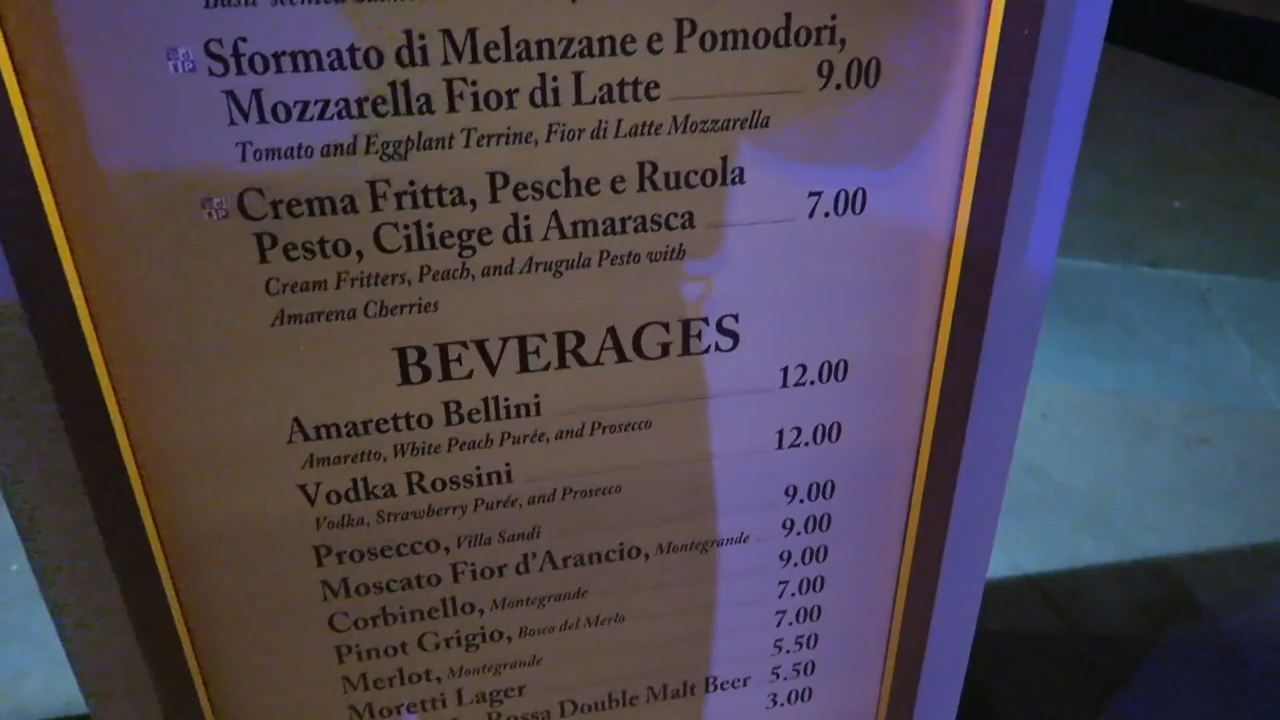 Sformato di Melanzane e Pomodori,
Mozzarella Fior di Latte 9.00
Tomato and Eggplant Terrine, Fior di Latte Mozzarella
Crema Fritta, Pesche e Rucola
Pesto, Ciliege di Amarasca 7.00
Cream Fritters, Peach, and Arugula Pesto with
Amarena Cherries
BEVERAGES
Amaretto Bellini 12.00
Amaretto, White Peach Purée, and Prosecco
Vodka Rossini 12.00
Vodka, Strawberry Purée, and Prosecco
Prosecco, Villa Sandi 9.00
Moscato Fior d'Arancio, Montegrande 9.00
Corbinello, Montegrande 9.00
Pinot Grigio, Bosco del Merlo 7.00
Merlot, Montegrande 7.00
Moretti Lager 5.50
Rossa Double Malt Beer 5.50
3.00